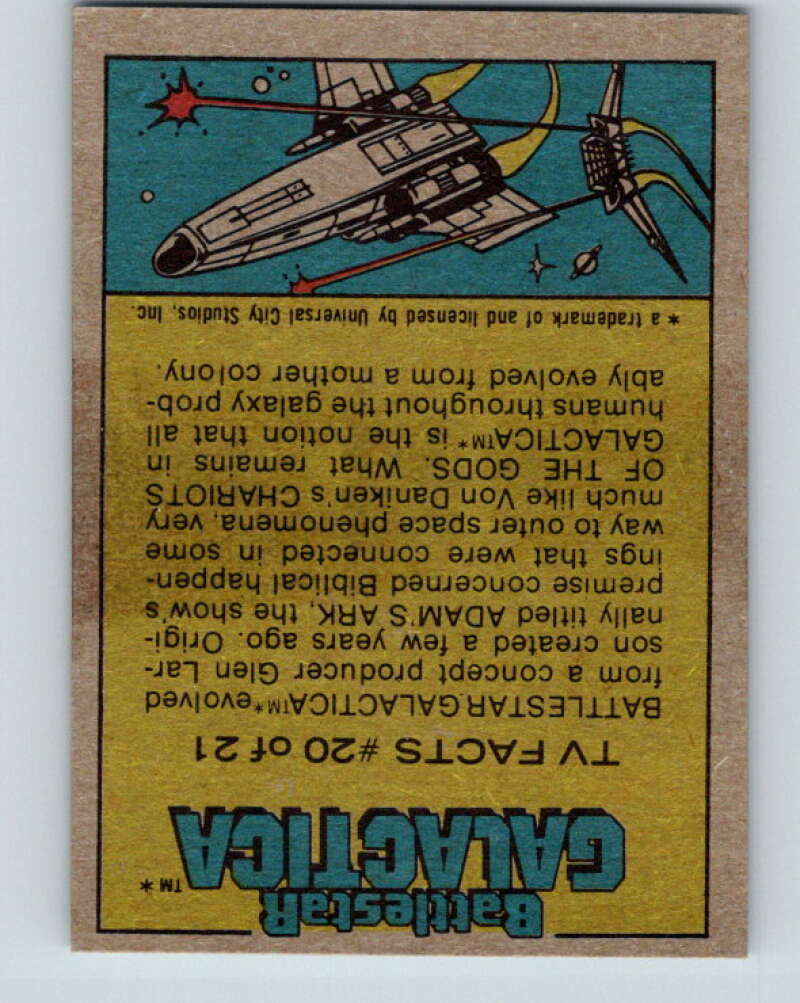 BattlestaR
GALACTICA ™*
TV FACTS #20 of 21
BATTLESTAR GALACTICA™* evolved
from a concept producer Glen Lar-
son created a few years ago. Origi-
nally titled ADAM'S ARK, the show's
premise concerned Biblical happen-
ings that were connected in some
way to outer space phenomena, very
much like Von Daniken's CHARIOTS
OF THE GODS. What remains in
GALACTICA™* is the notion that all
humans throughout the galaxy prob-
ably evolved from a mother colony.
* a trademark of and licensed by Universal City Studios, Inc.